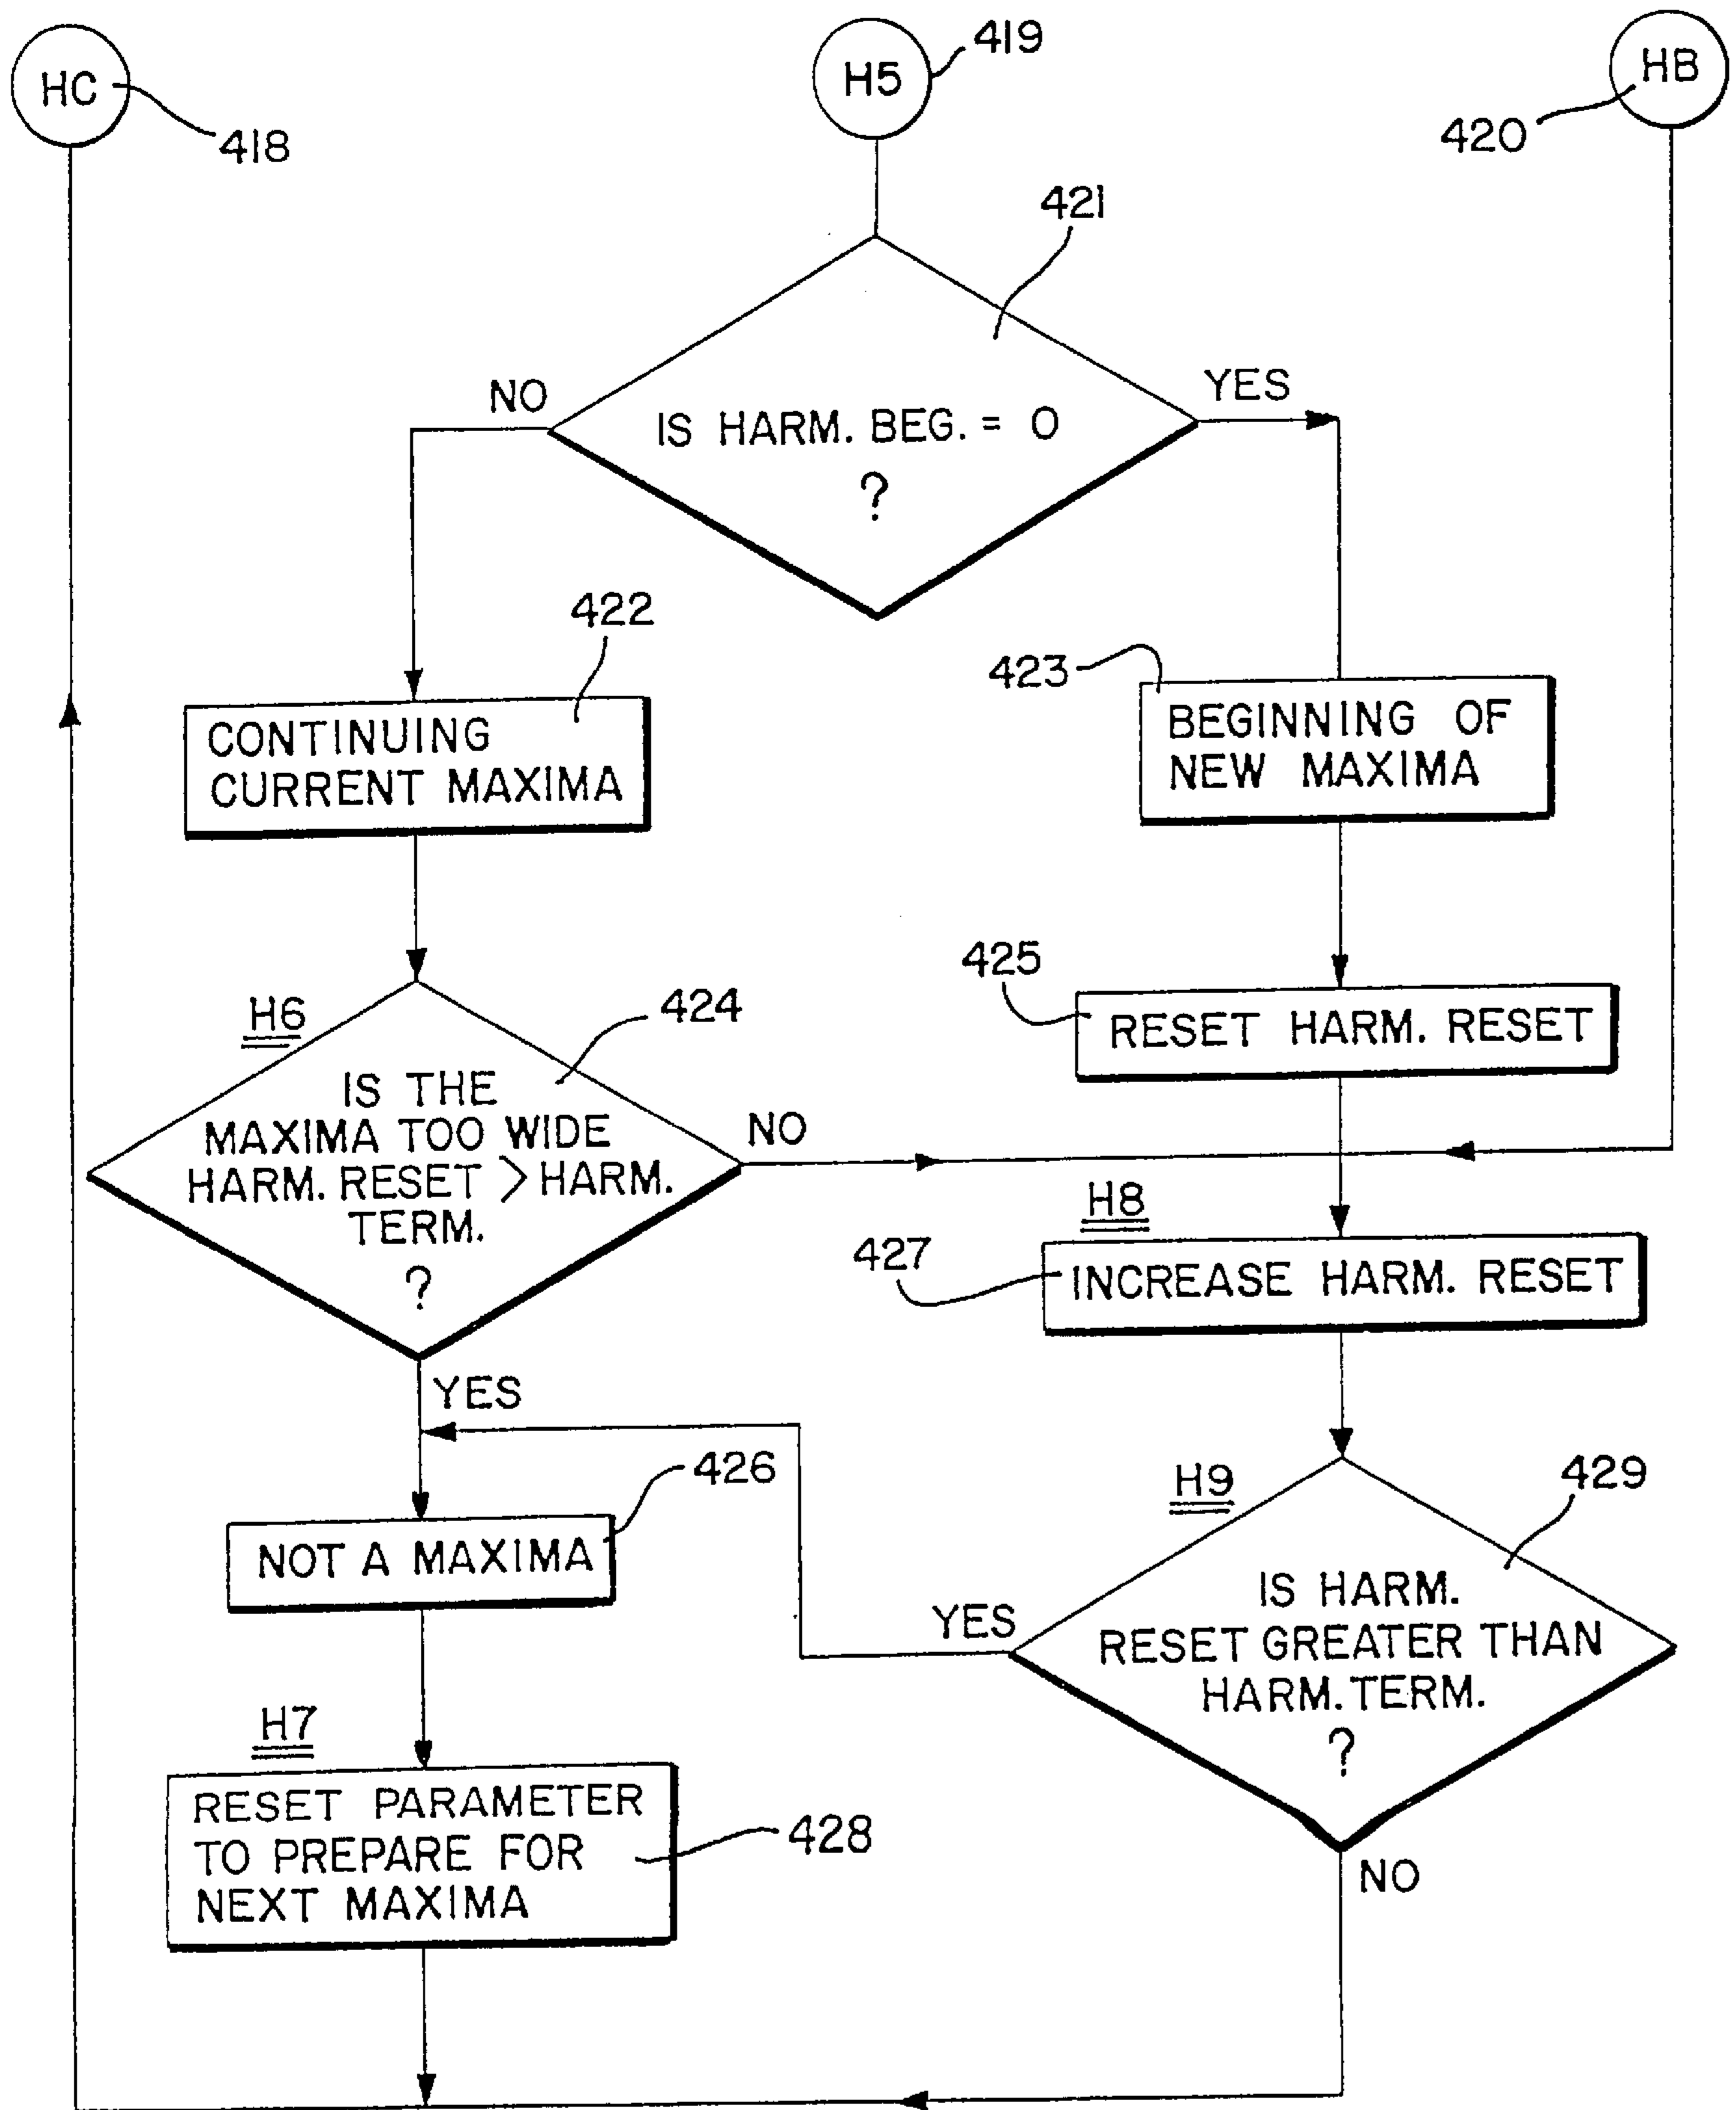 HC
418
H5
419
HB
420
421
NO
YES
IS HARM. BEG. = 0
?
422
423
CONTINUING
CURRENT MAXIMA
BEGINNING OF
NEW MAXIMA
425
RESET HARM. RESET
H6
424
IS THE
MAXIMA TOO WIDE
HARM. RESET > HARM.
TERM.
?
NO
H8
427
INCREASE HARM. RESET
YES
426
NOT A MAXIMA
H9
429
IS HARM.
RESET GREATER THAN
HARM. TERM.
?
YES
NO
H7
RESET PARAMETER
TO PREPARE FOR
NEXT MAXIMA
428